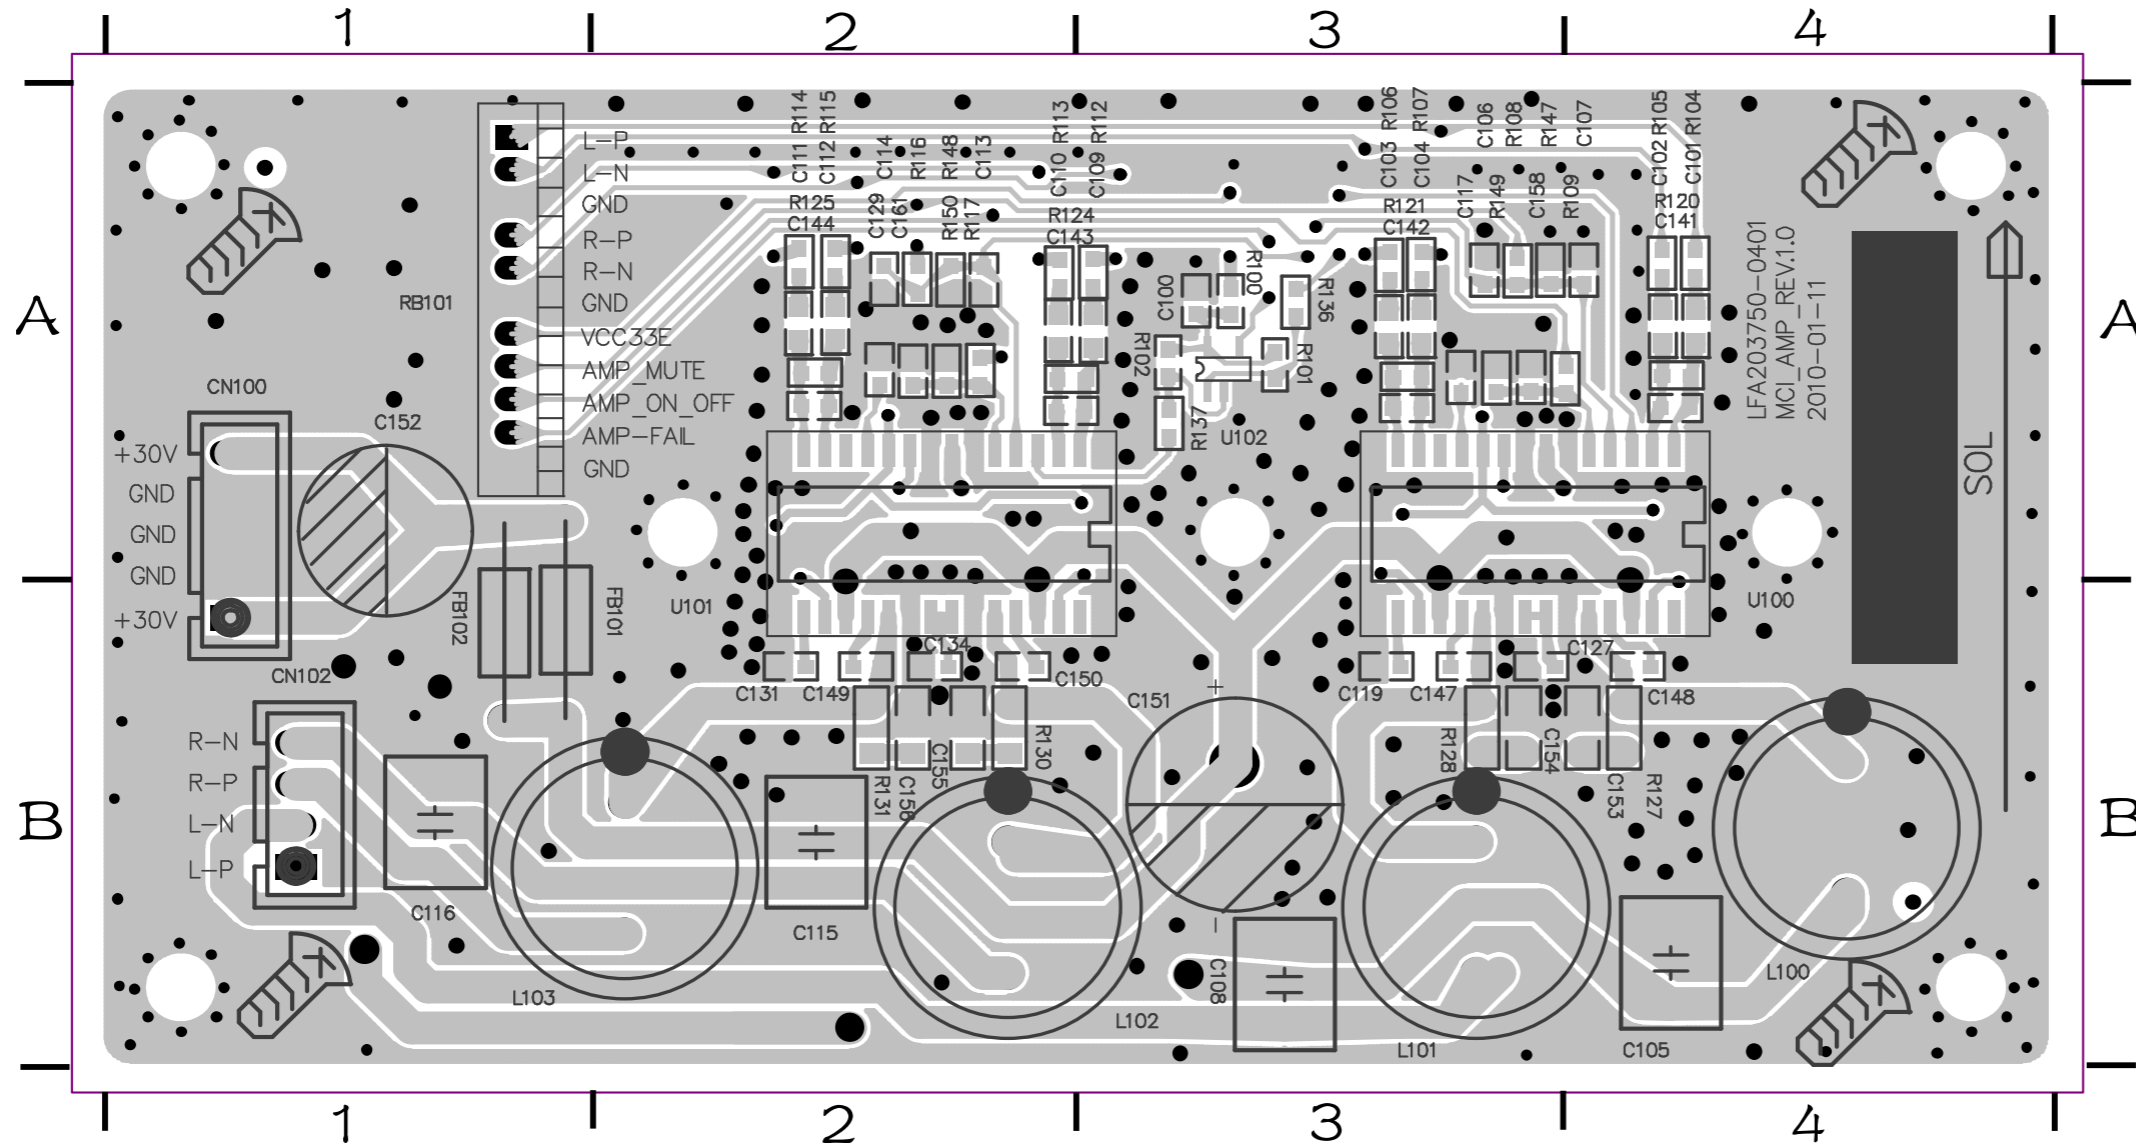 1 2 3 4
R114
R115
R113
R112
R106
R107
C106
R108
R147
C107
R105
R104
L-P
L-N
GND
R-P
R-N
GND
VCC33E
AMP_MUTE
AMP_ON_OFF
AMP-FAIL
GND
RB101
C111
C112
C114
R116
R148
C113
C110
C109
C103
C104
C117
R149
C158
R109
C102
C101
R125
C144
C129
C161
R150
R117
R124
C143
R121
C142
R120
C141
C100
R100
R136
R102
R101
R137
U102
LFA203750-0401
MCI_AMP_REV.1.0
2010-01-11
SOL
A A
CN100
C152
+30V
GND
GND
GND
+30V
FB102
FB101
U101
U100
CN102
C134
C127
C131
C149
C150
C151
+
-
C119
C147
C148
R-N
R-P
L-N
L-P
R131
C156
C155
R130
R128
C154
C153
R127
B B
C116
C115
C108
L103
L102
L101
L100
C105
1 2 3 4